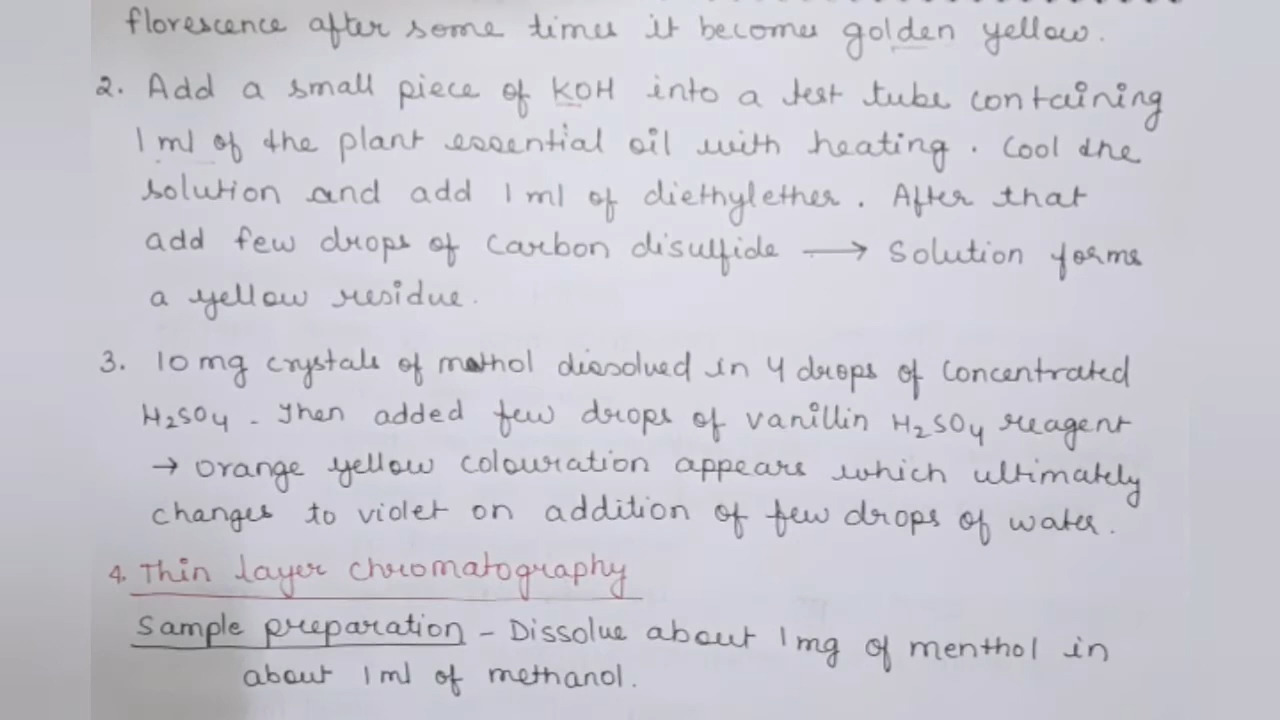 florescence after some times it becomes golden yellow.
2. Add a small piece of KOH into a test tube containing
1 ml of the plant essential oil with heating. Cool the
solution and add 1 ml of diethylether. After that
add few drops of carbon disulfide → Solution forms
a yellow residue.
3. 10 mg crystals of mathol dissolved in 4 drops of concentrated
H₂SO₄. Then added few drops of vanillin H₂SO₄ reagent
→ orange yellow colouration appears which ultimately
changes to violet on addition of few drops of water.
4. Thin layer chromatography
Sample preparation - Dissolve about 1 mg of menthol in
about 1 ml of methanol.